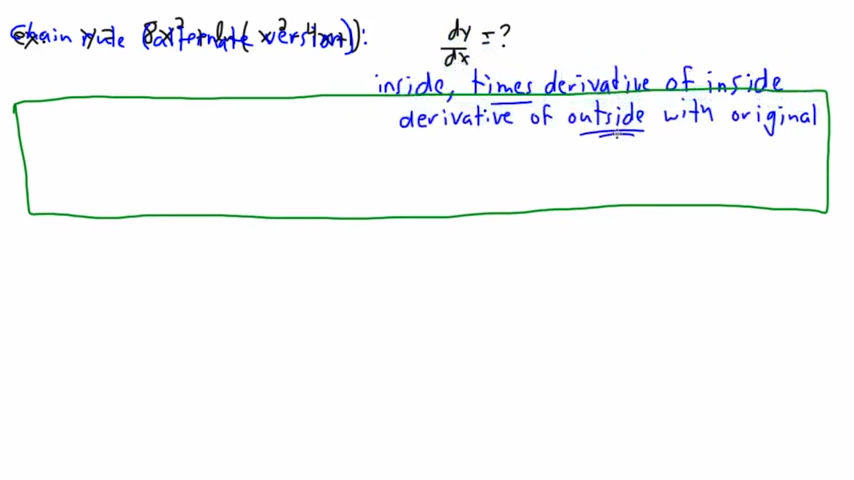 Chain rule (alternate version): dy/dx = ?
inside, times derivative of inside
derivative of outside with original